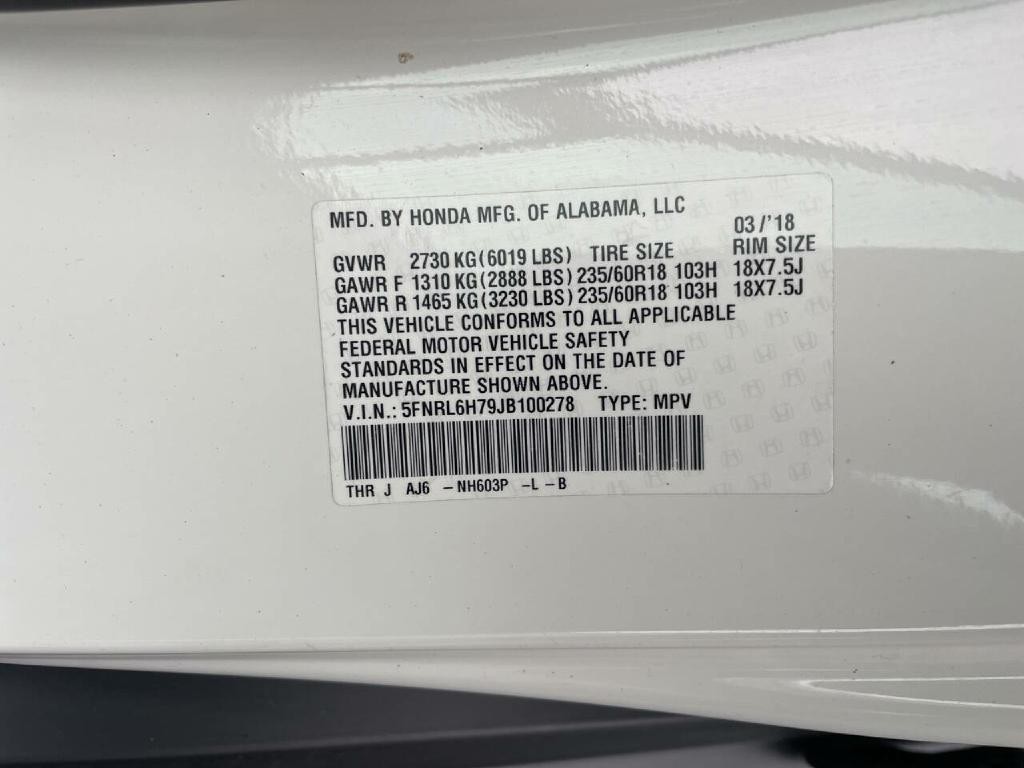 MFD. BY HONDA MFG. OF ALABAMA, LLC
03/'18
GVWR 2730 KG(6019 LBS) TIRE SIZE RIM SIZE
GAWR F 1310 KG(2888 LBS) 235/60R18 103H 18X7.5J
GAWR R 1465 KG(3230 LBS) 235/60R18 103H 18X7.5J
THIS VEHICLE CONFORMS TO ALL APPLICABLE
FEDERAL MOTOR VEHICLE SAFETY
STANDARDS IN EFFECT ON THE DATE OF
MANUFACTURE SHOWN ABOVE.
V.I.N.: 5FNRL6H79JB100278 TYPE: MPV
THR J AJ6 -NH603P -L -B